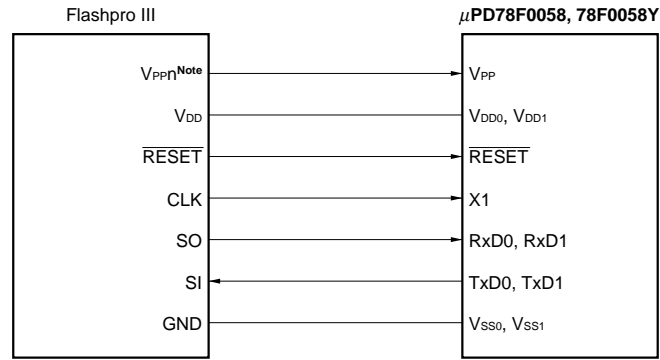 Flashpro III
μPD78F0058, 78F0058Y
VPPnNote
VPP
VDD
VDD0, VDD1
RESET
RESET
CLK
X1
SO
RxD0, RxD1
SI
TxD0, TxD1
GND
VSS0, VSS1